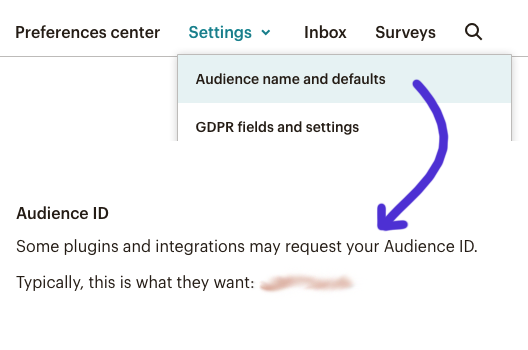 Preferences center Settings Inbox Surveys
Audience name and defaults
GDPR fields and settings
Audience ID
Some plugins and integrations may request your Audience ID.
Typically, this is what they want: